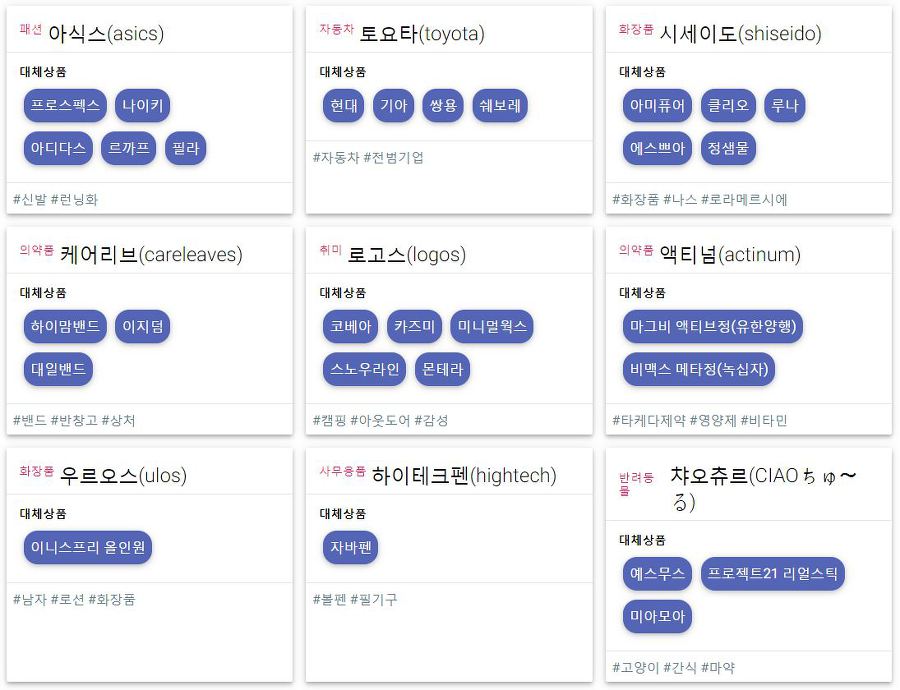 패션 아식스(asics)
대체상품
프로스펙스 나이키
아디다스 르까프 필라
#신발 #런닝화
자동차 토요타(toyota)
대체상품
현대 기아 쌍용 쉐보레
#자동차 #전범기업
화장품 시세이도(shiseido)
대체상품
아미퓨어 클리오 루나
에스쁘아 정샘물
#화장품 #나스 #로라메르시에
의약품 케어리브(careleaves)
대체상품
하이맘밴드 이지덤
대일밴드
#밴드 #반창고 #상처
취미 로고스(logos)
대체상품
코베아 카즈미 미니멀웍스
스노우라인 몬테라
#캠핑 #아웃도어 #감성
의약품 액티넘(actinum)
대체상품
마그비 액티브정(유한양행)
비맥스 메타정(녹십자)
#타케다제약 #영양제 #비타민
화장품 우르오스(ulos)
대체상품
이니스프리 올인원
#남자 #로션 #화장품
사무용품 하이테크펜(hightech)
대체상품
자바펜
#볼펜 #필기구
반려동물 챠오츄르(CIAOちゅ〜
る)
대체상품
예스무스 프로젝트21 리얼스틱
미아모아
#고양이 #간식 #마약